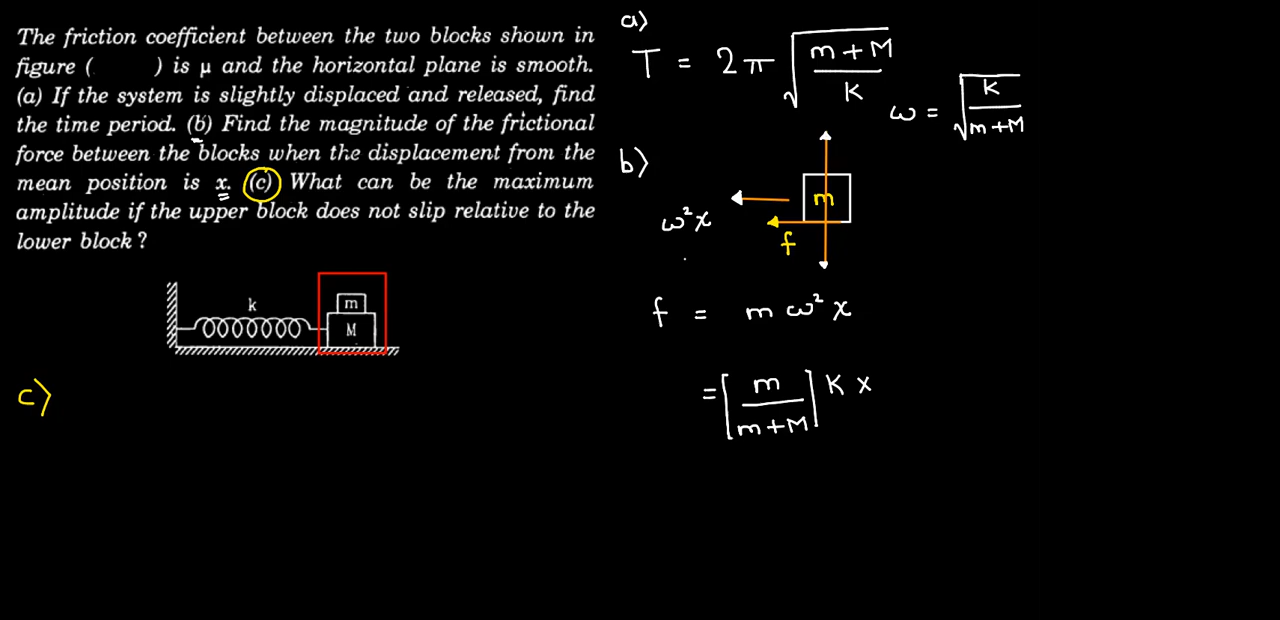 The friction coefficient between the two blocks shown in
figure ( ) is μ and the horizontal plane is smooth.
(a) If the system is slightly displaced and released, find
the time period. (b) Find the magnitude of the frictional
force between the blocks when the displacement from the
mean position is x. (c) What can be the maximum
amplitude if the upper block does not slip relative to the
lower block ?
k
m
M
c)
a)
T = 2π √((m+M)/K)
ω = √(k/(m+M))
b)
m
ω²x
f
f = m ω² x
= [m/(m+M)] K x